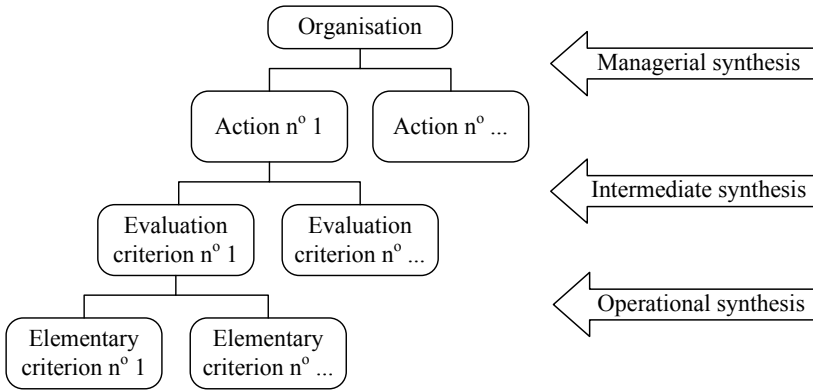 Organisation
Managerial synthesis
Action nº 1
Action nº ...
Intermediate synthesis
Evaluation
criterion nº 1
Evaluation
criterion nº ...
Operational synthesis
Elementary
criterion nº 1
Elementary
criterion nº ...